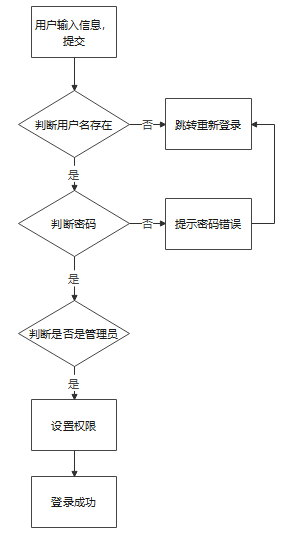 用户输入信息，
提交
判断用户名存在
否
跳转重新登录
是
判断密码
否
提示密码错误
是
判断是否是管理员
是
设置权限
登录成功